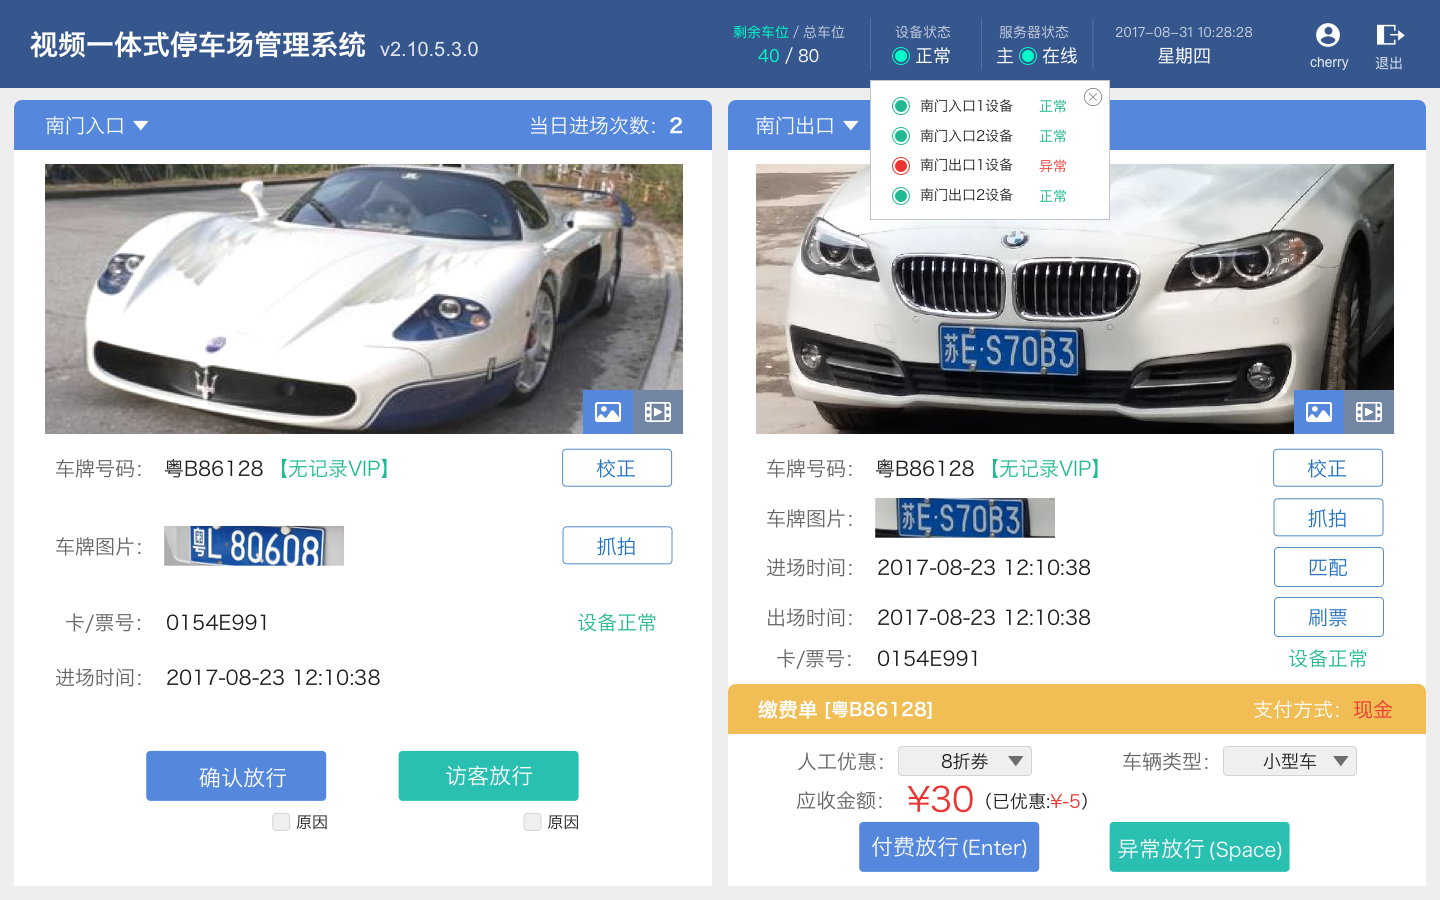 视频一体式停车场管理系统 v2.10.5.3.0
剩余车位 / 总车位
40 / 80
设备状态
正常
服务器状态
主 在线
2017-08-31 10:28:28
星期四
cherry
退出
南门入口1设备 正常
南门入口2设备 正常
南门出口1设备 异常
南门出口2设备 正常
南门入口
当日进场次数：2
车牌号码： 粤B86128 【无记录VIP】
校正
车牌图片： 粤L 8Q608
抓拍
卡/票号： 0154E991
设备正常
进场时间： 2017-08-23 12:10:38
确认放行
访客放行
原因
原因
南门出口
苏E·S70B3
车牌号码： 粤B86128 【无记录VIP】
校正
车牌图片： 苏E·S70B3
抓拍
进场时间： 2017-08-23 12:10:38
匹配
出场时间： 2017-08-23 12:10:38
刷票
卡/票号： 0154E991
设备正常
缴费单 [粤B86128]
支付方式：现金
人工优惠： 8折券
车辆类型： 小型车
应收金额： ¥30（已优惠:¥-5）
付费放行(Enter)
异常放行(Space)